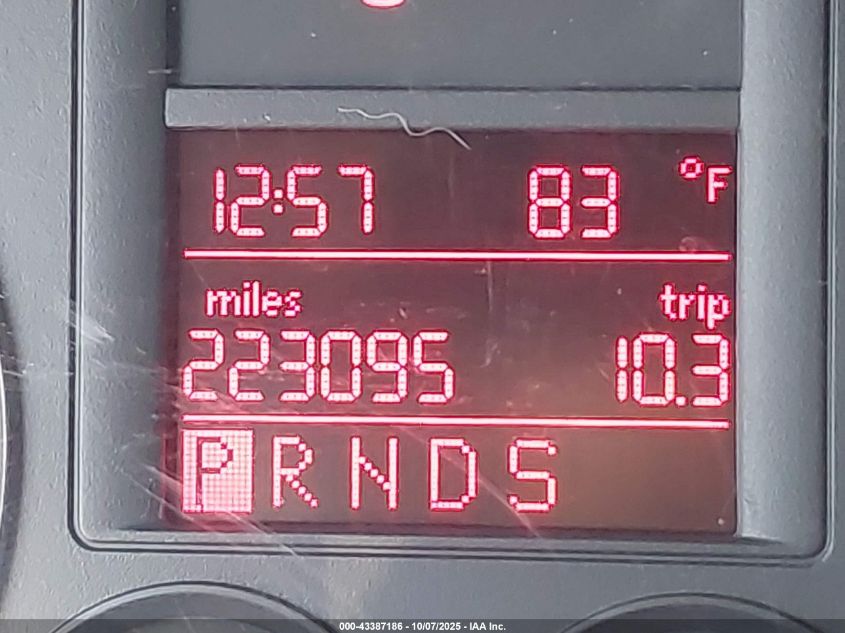 12:57 83 °F
miles trip
223095 10.3
P R N D S
000-43387186 - 10/07/2025 - IAA Inc.